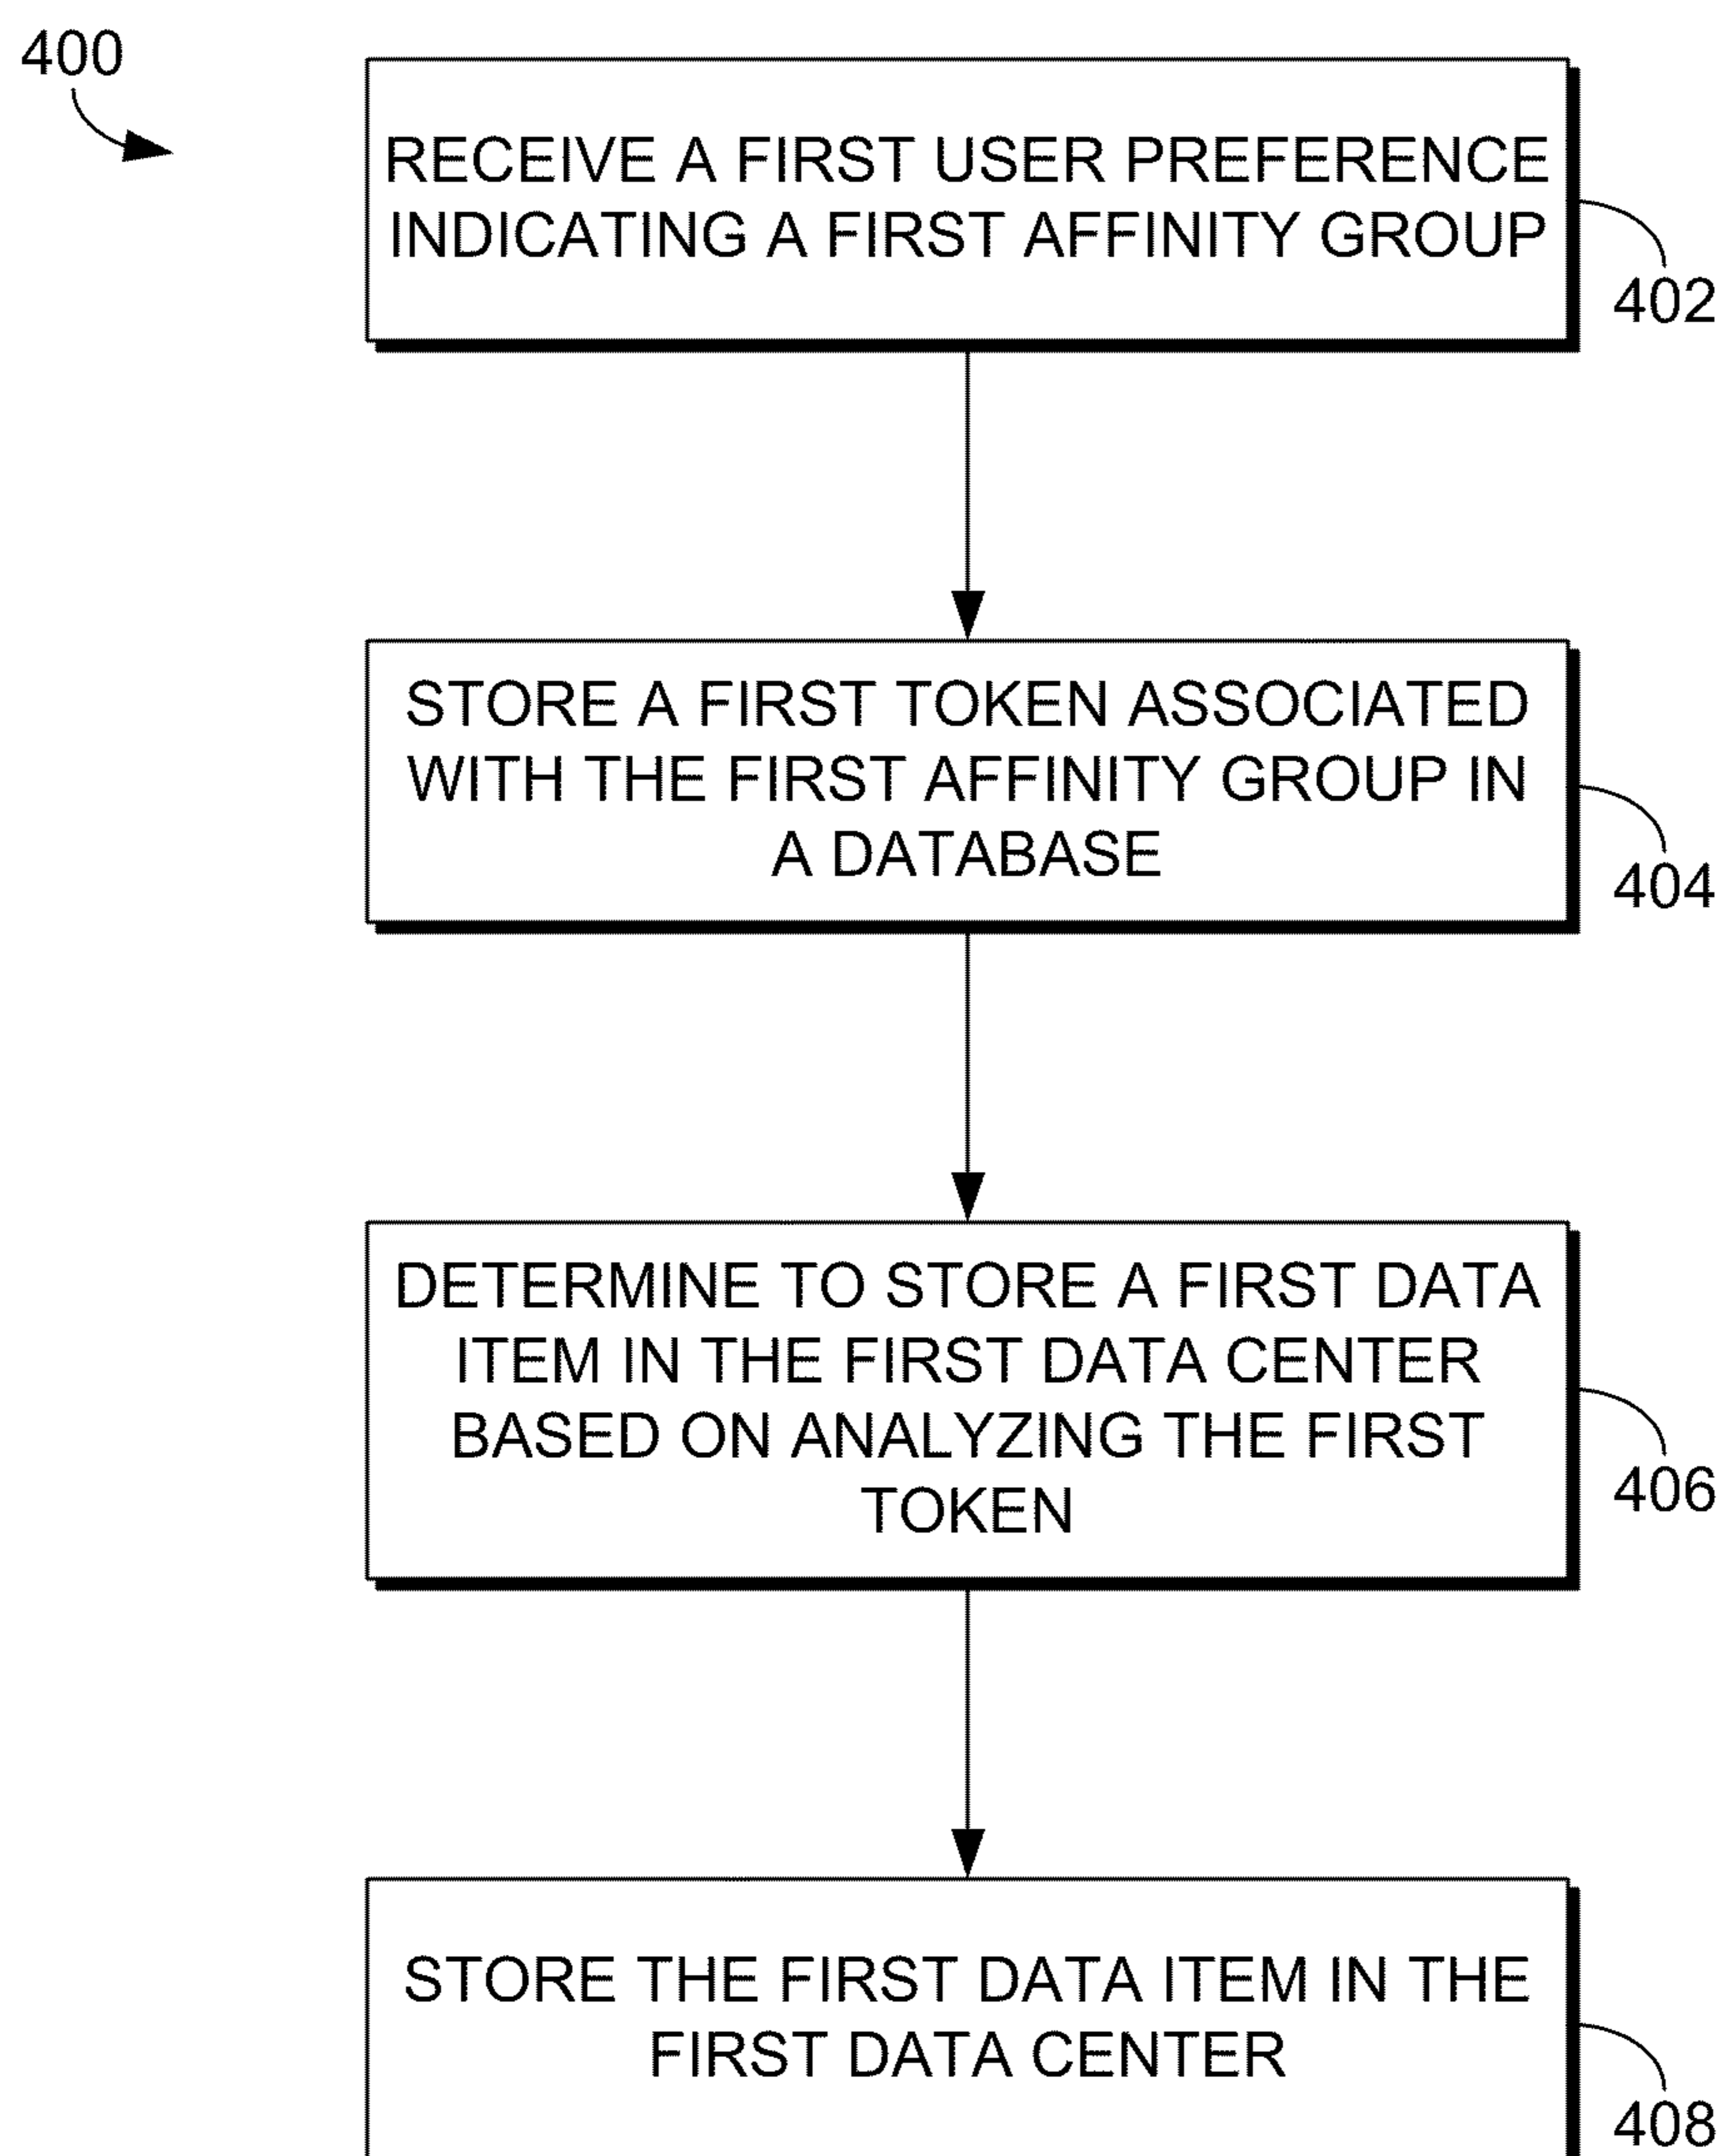 400
RECEIVE A FIRST USER PREFERENCE
INDICATING A FIRST AFFINITY GROUP
402
STORE A FIRST TOKEN ASSOCIATED
WITH THE FIRST AFFINITY GROUP IN
A DATABASE
404
DETERMINE TO STORE A FIRST DATA
ITEM IN THE FIRST DATA CENTER
BASED ON ANALYZING THE FIRST
TOKEN
406
STORE THE FIRST DATA ITEM IN THE
FIRST DATA CENTER
408